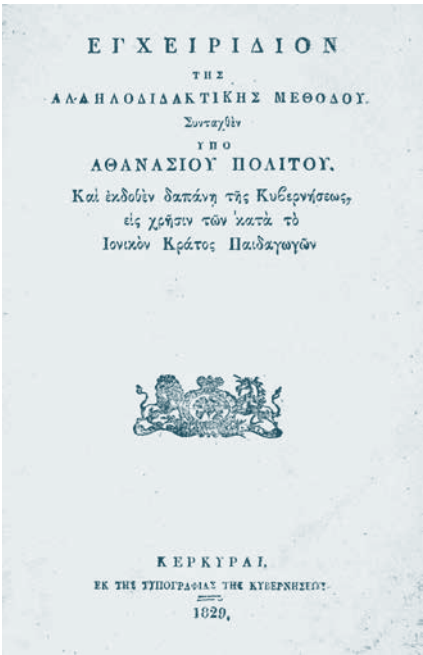 ΕΓΧΕΙΡΙΔΙΟΝ
ΤΗΣ
ΑΛΛΗΛΟΔΙΔΑΚΤΙΚΗΣ ΜΕΘΟΔΟΥ.
Συνταχθὲν
ΥΠΟ
ΑΘΑΝΑΣΙΟΥ ΠΟΛΙΤΟΥ.
Καὶ ἐκδοθὲν δαπάνῃ τῆς Κυβερνήσεως,
εἰς χρῆσιν τῶν κατὰ τὸ
Ἰονικὸν Κράτος Παιδαγωγῶν
ΚΕΡΚΥΡΑΙ,
ΕΚ ΤΗΣ ΤΥΠΟΓΡΑΦΙΑΣ ΤΗΣ ΚΥΒΕΡΝΗΣΕΩΣ
1829,